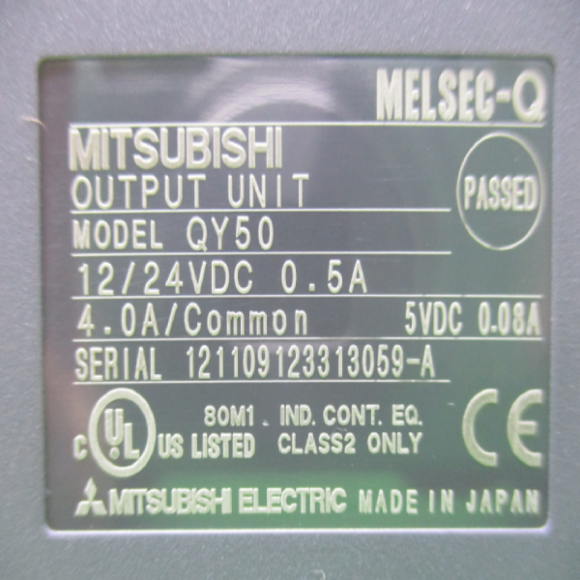 MELSEC-Q
MITSUBISHI
OUTPUT UNIT
PASSED
MODEL QY50
12/24VDC 0.5A
4.0A/Common 5VDC 0.08A
SERIAL 121109123313059-A
C UL US LISTED 80M1 IND. CONT. EQ.
CLASS2 ONLY
CE
MITSUBISHI ELECTRIC MADE IN JAPAN